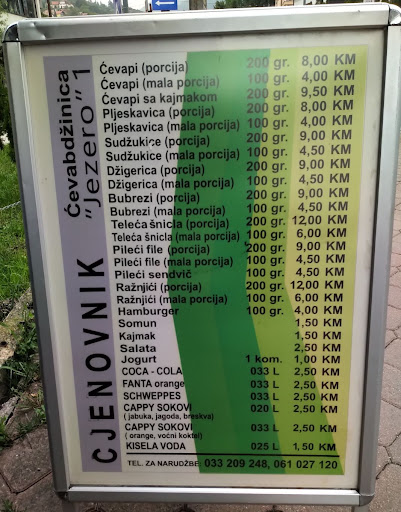 Ćevabdžinica
"Jezero" 1
CJENOVNIK
Ćevapi (porcija) 200 gr. 8,00 KM
Ćevapi (mala porcija) 100 gr. 4,00 KM
Ćevapi sa kajmakom 200 gr. 9,50 KM
Pljeskavica (porcija) 200 gr. 8,00 KM
Pljeskavica (mala porcija) 100 gr. 4,00 KM
Sudžukice (porcija) 200 gr. 9,00 KM
Sudžukice (mala porcija) 100 gr. 4,50 KM
Džigerica (porcija) 200 gr. 9,00 KM
Džigerica (mala porcija) 100 gr. 4,50 KM
Bubrezi (porcija) 200 gr. 9,00 KM
Bubrezi (mala porcija) 100 gr. 4,50 KM
Teleća šnicla (porcija) 200 gr. 12,00 KM
Teleća šnicla (mala porcija) 100 gr. 6,00 KM
Pileći file (porcija) 200 gr. 9,00 KM
Pileći file (mala porcija) 100 gr. 4,50 KM
Pileći sendvič 100 gr. 4,50 KM
Ražnjići (porcija) 200 gr. 12,00 KM
Ražnjići (mala porcija) 100 gr. 6,00 KM
Hamburger 100 gr. 4,00 KM
Somun 1,50 KM
Kajmak 1,50 KM
Salata 2,50 KM
Jogurt 1 kom. 1,00 KM
COCA - COLA 033 L 2,50 KM
FANTA orange 033 L 2,50 KM
SCHWEPPES 033 L 2,50 KM
CAPPY SOKOVI 020 L 2,50 KM
( jabuka, jagoda, breskva)
CAPPY SOKOVI 033 L 2,50 KM
( orange, voćni koktel)
KISELA VODA 025 L 1,50 KM
TEL. ZA NARUDŽBE: 033 209 248, 061 027 120